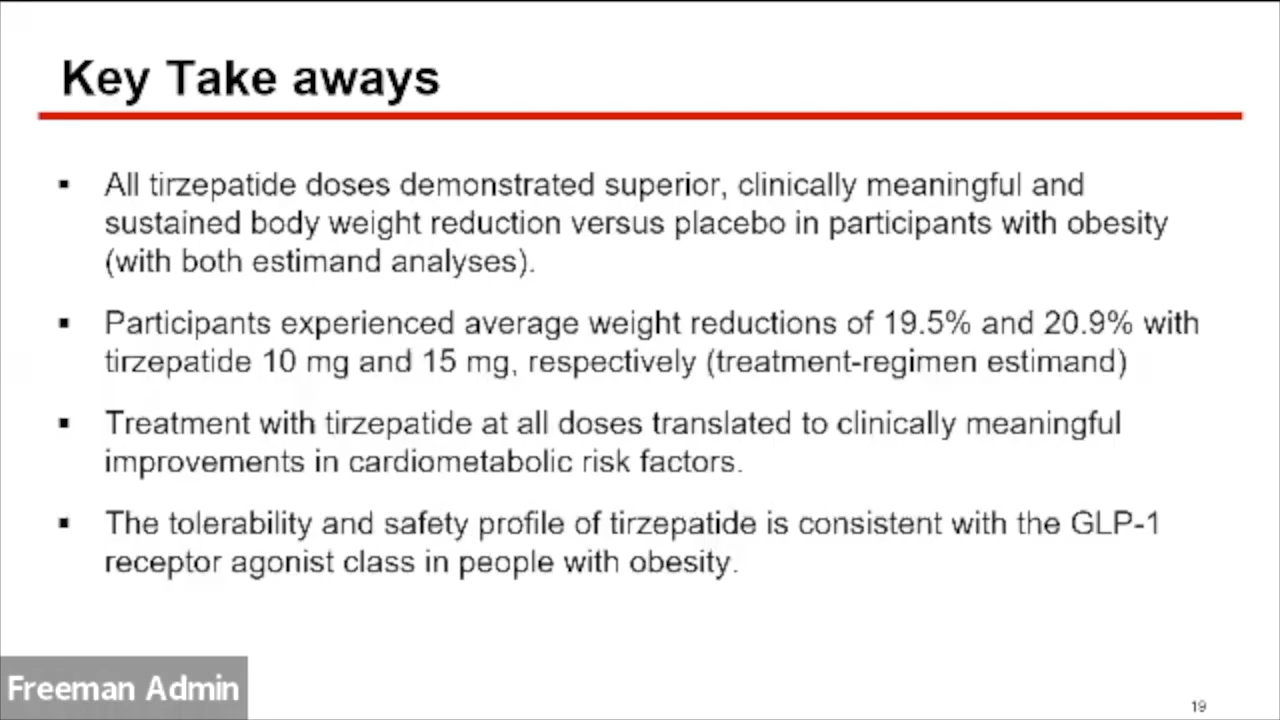 Key Take aways
▪ All tirzepatide doses demonstrated superior, clinically meaningful and
sustained body weight reduction versus placebo in participants with obesity
(with both estimand analyses).
▪ Participants experienced average weight reductions of 19.5% and 20.9% with
tirzepatide 10 mg and 15 mg, respectively (treatment-regimen estimand)
▪ Treatment with tirzepatide at all doses translated to clinically meaningful
improvements in cardiometabolic risk factors.
▪ The tolerability and safety profile of tirzepatide is consistent with the GLP-1
receptor agonist class in people with obesity.
Freeman Admin
19